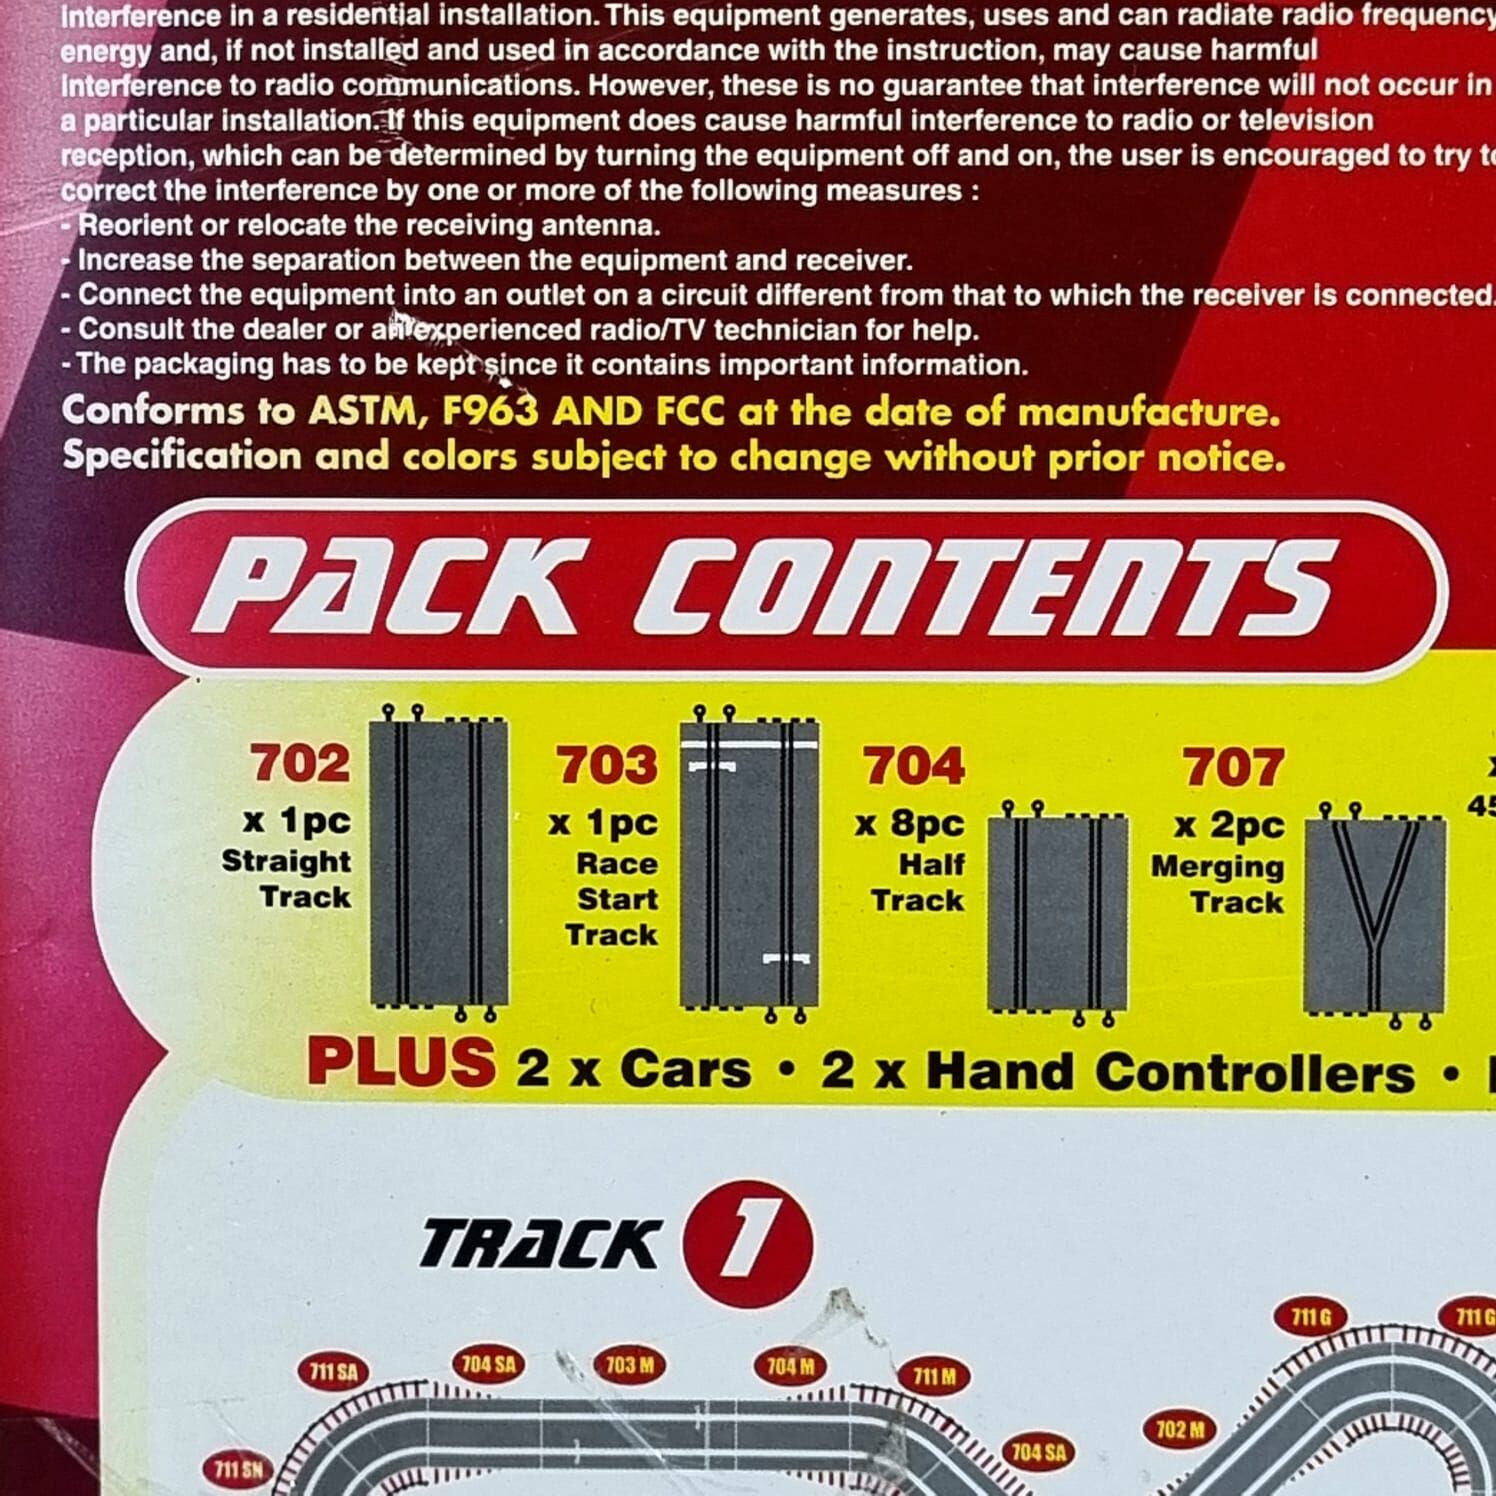 Interference in a residential installation. This equipment generates, uses and can radiate radio frequency
energy and, if not installed and used in accordance with the instruction, may cause harmful
Interference to radio communications. However, these is no guarantee that interference will not occur in
a particular installation. If this equipment does cause harmful interference to radio or television
reception, which can be determined by turning the equipment off and on, the user is encouraged to try to
correct the interference by one or more of the following measures :
- Reorient or relocate the receiving antenna.
- Increase the separation between the equipment and receiver.
- Connect the equipment into an outlet on a circuit different from that to which the receiver is connected.
- Consult the dealer or an experienced radio/TV technician for help.
- The packaging has to be kept since it contains important information.
Conforms to ASTM, F963 AND FCC at the date of manufacture.
Specification and colors subject to change without prior notice.
PACK CONTENTS
702
x 1pc
Straight
Track
703
x 1pc
Race
Start
Track
704
x 8pc
Half
Track
707
x 2pc
Merging
Track
45
PLUS 2 x Cars • 2 x Hand Controllers •
TRACK 1
711 G
711 G
711 SA
704 SA
703 M
704 M
711 M
702 M
704 SA
711 SN